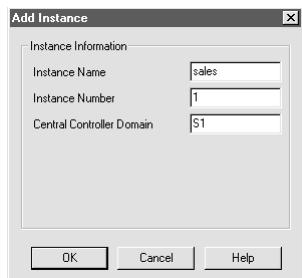 Add Instance
Instance Information
Instance Name sales
Instance Number 1
Central Controller Domain S1
OK Cancel Help